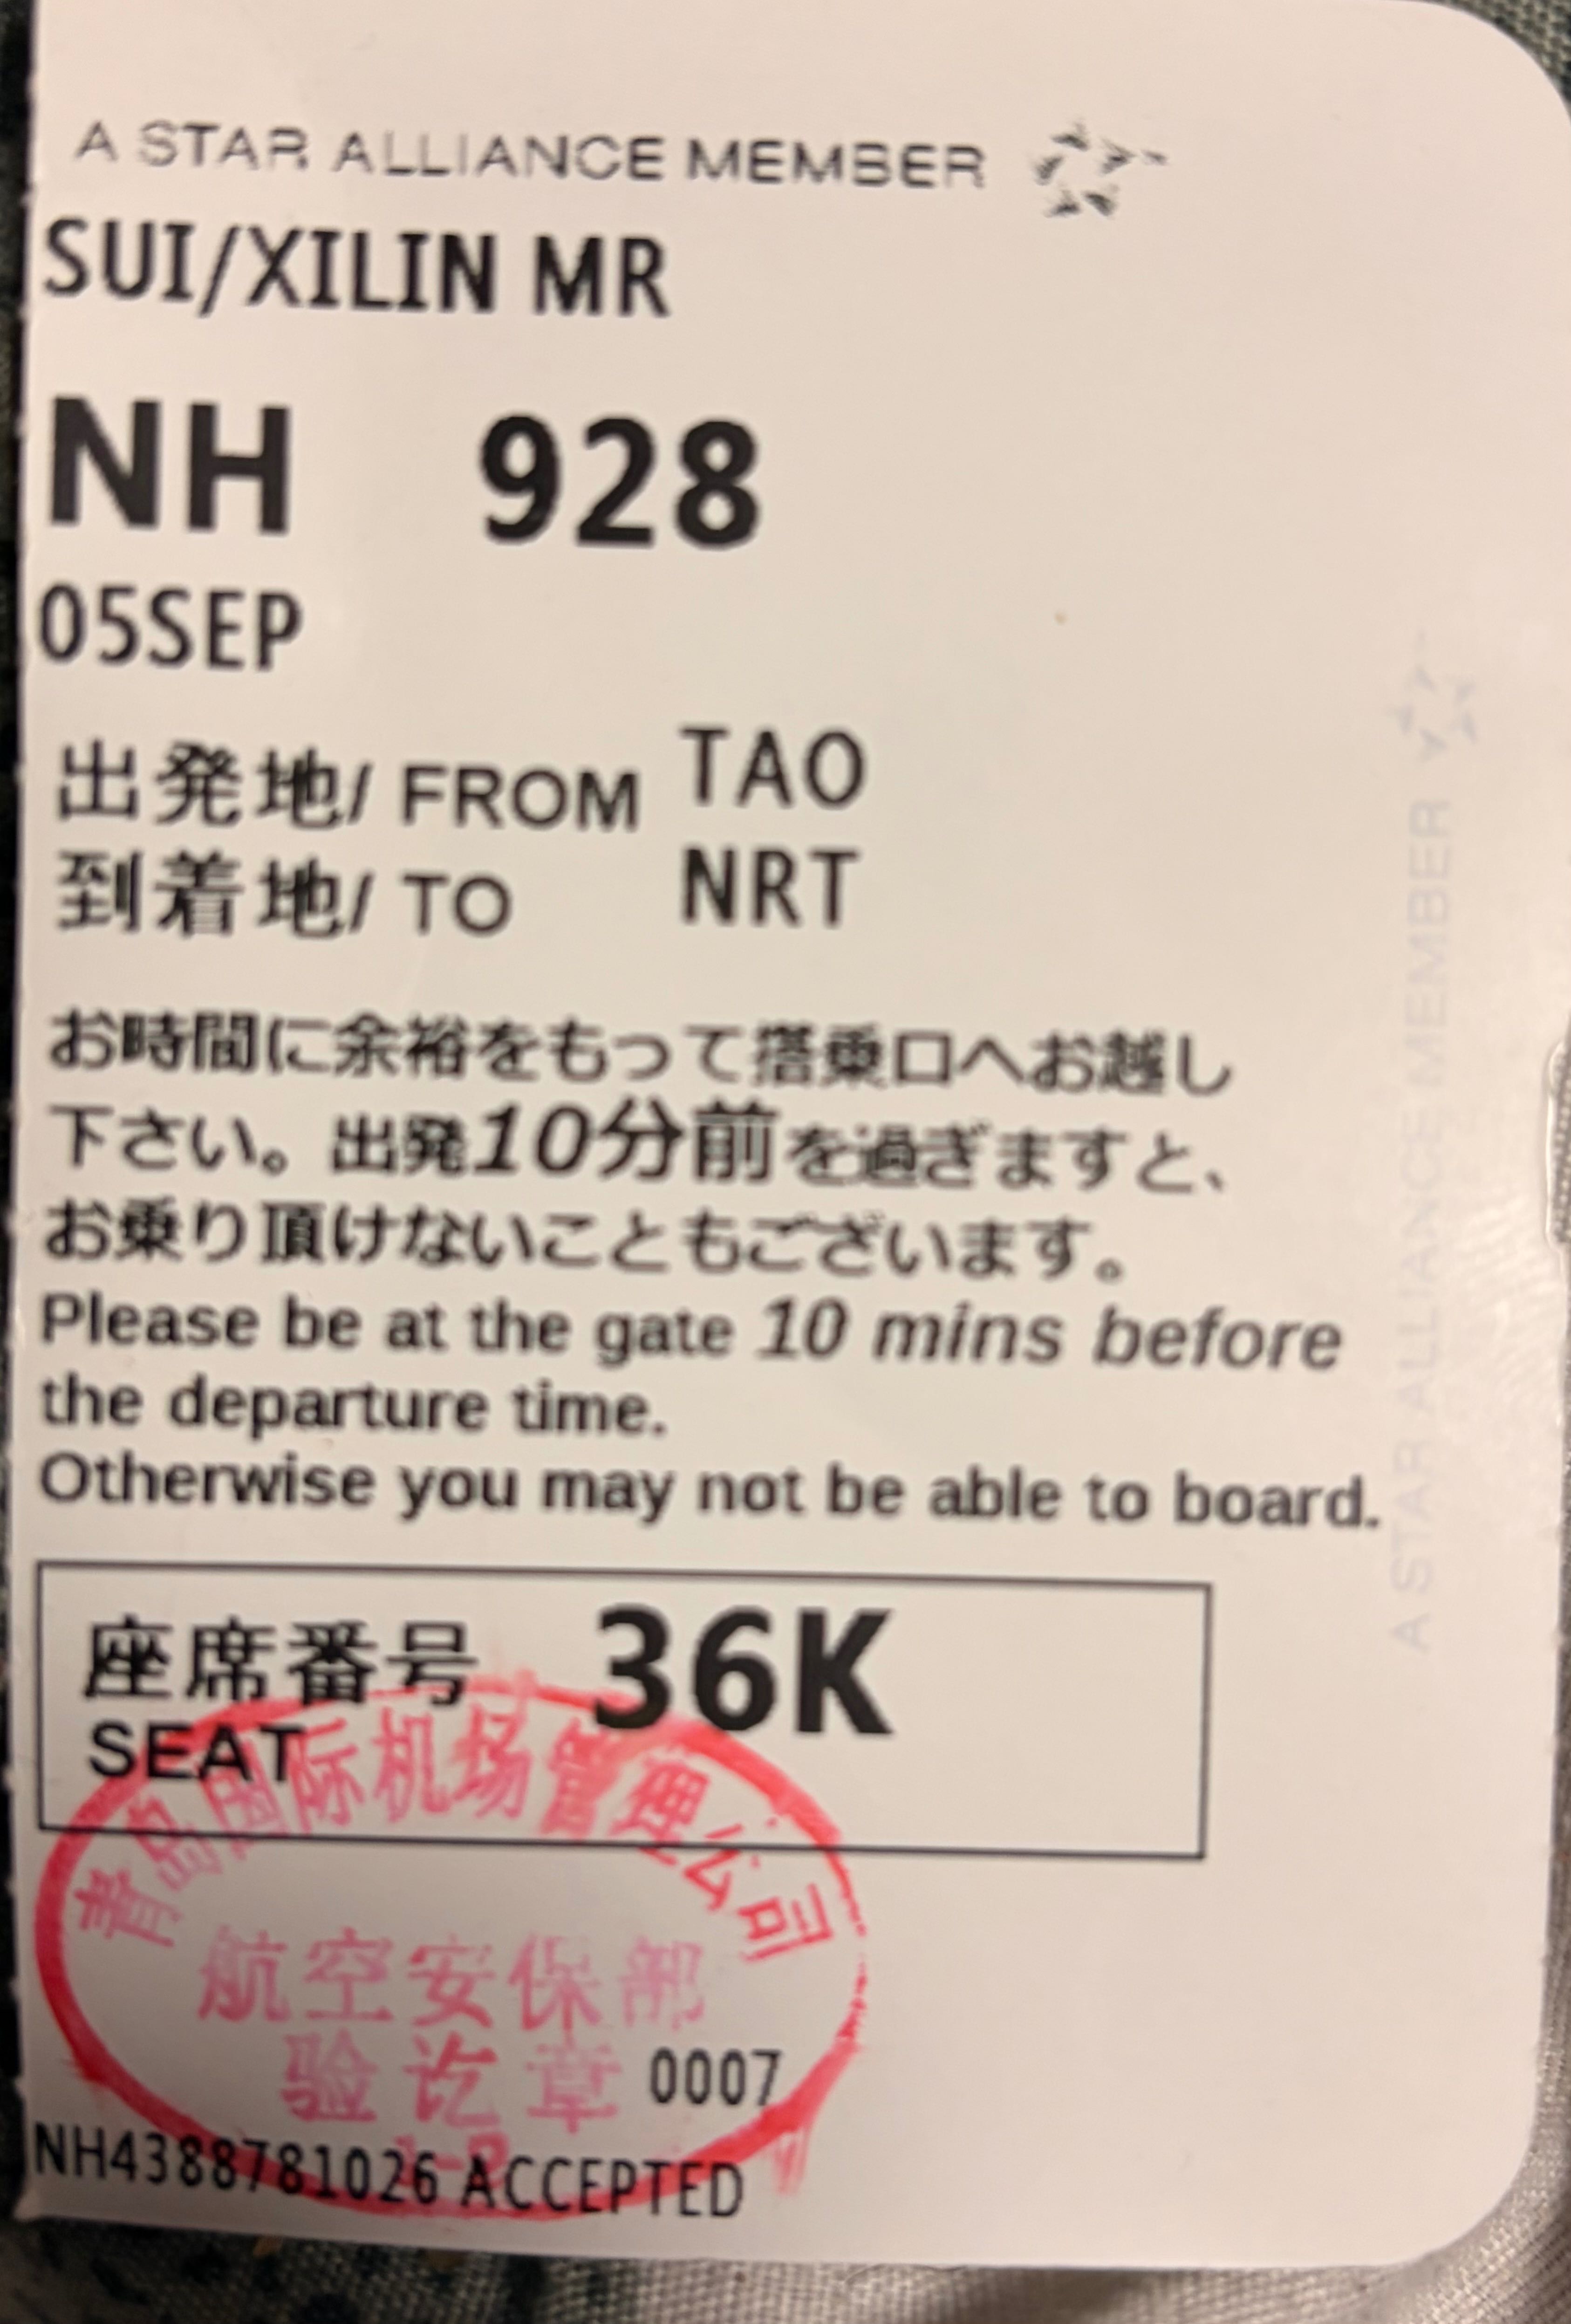 A STAR ALLIANCE MEMBER
SUI/XILIN MR
NH 928
05SEP
出発地/ FROM TAO
到着地/ TO NRT
お時間に余裕をもって搭乗口へお越し
下さい。出発10分前を過ぎますと、
お乗り頂けないこともございます。
Please be at the gate 10 mins before
the departure time.
Otherwise you may not be able to board.
座席番号 36K
SEAT
青岛国际机场管理公司
航空安保部
验讫章
0007
NH4388781026 ACCEPTED
A STAR ALLIANCE MEMBER